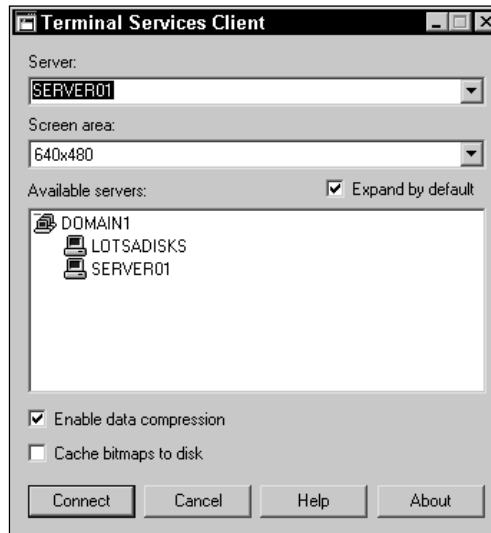 Terminal Services Client
Server:
SERVER01
Screen area:
640x480
Available servers:
Expand by default
DOMAIN1
LOTSADISKS
SERVER01
Enable data compression
Cache bitmaps to disk
Connect Cancel Help About